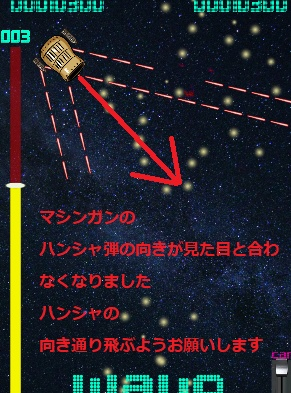 00010300 00010300
003
マシンガンの
ハンシャ弾の向きが見た目と合わ
なくなりました
ハンシャの
向き通り飛ぶようお願いします